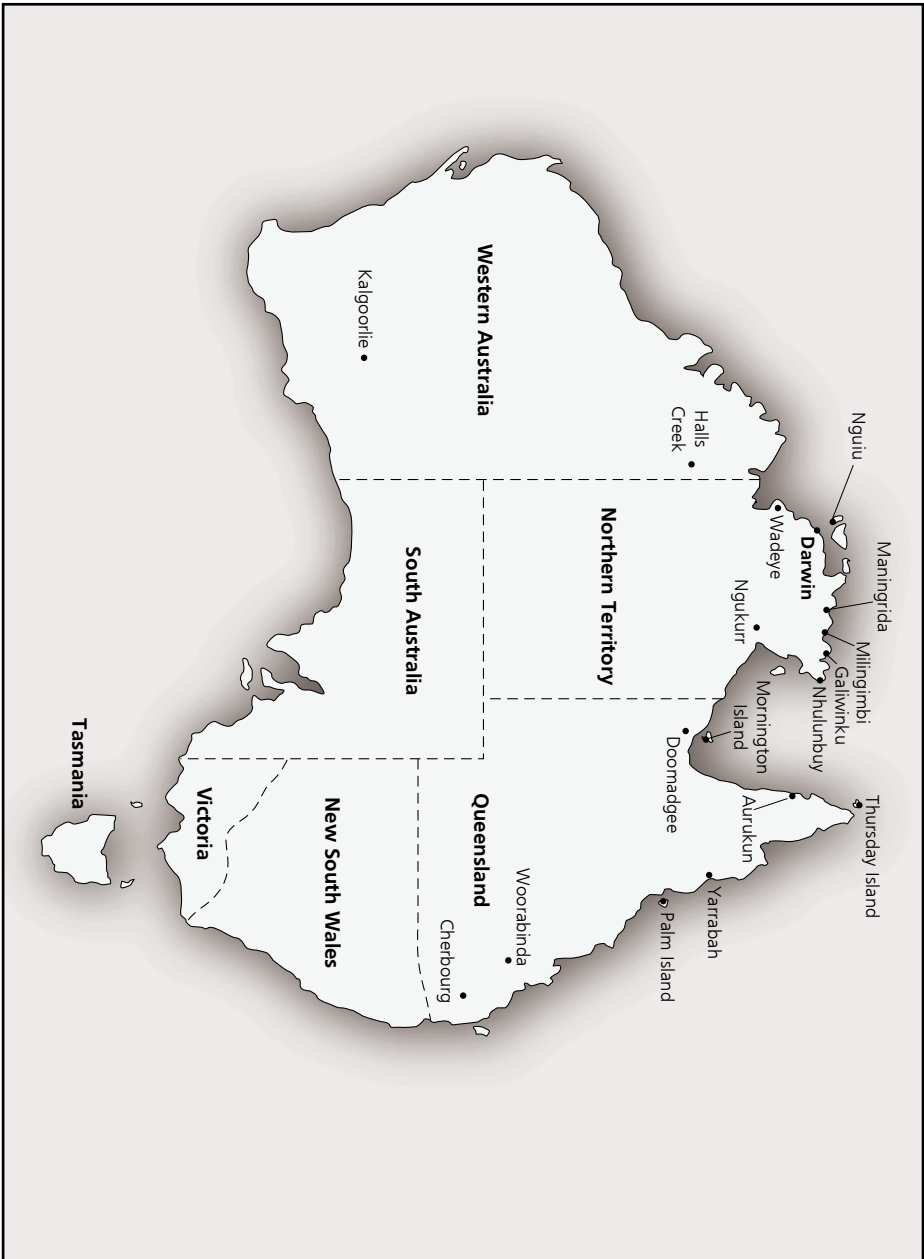 Thursday Island
Nguiu
Maningrida
Milingimbi
Galiwinku
Nhulunbuy
Darwin
Wadeye
Ngukurr
Mornington
Island
Aurukun
Doomadgee
Yarrabah
Palm Island
Halls
Creek
Northern Territory
Western Australia
Queensland
Woorabinda
Cherbourg
Kalgoorlie
South Australia
New South Wales
Victoria
Tasmania